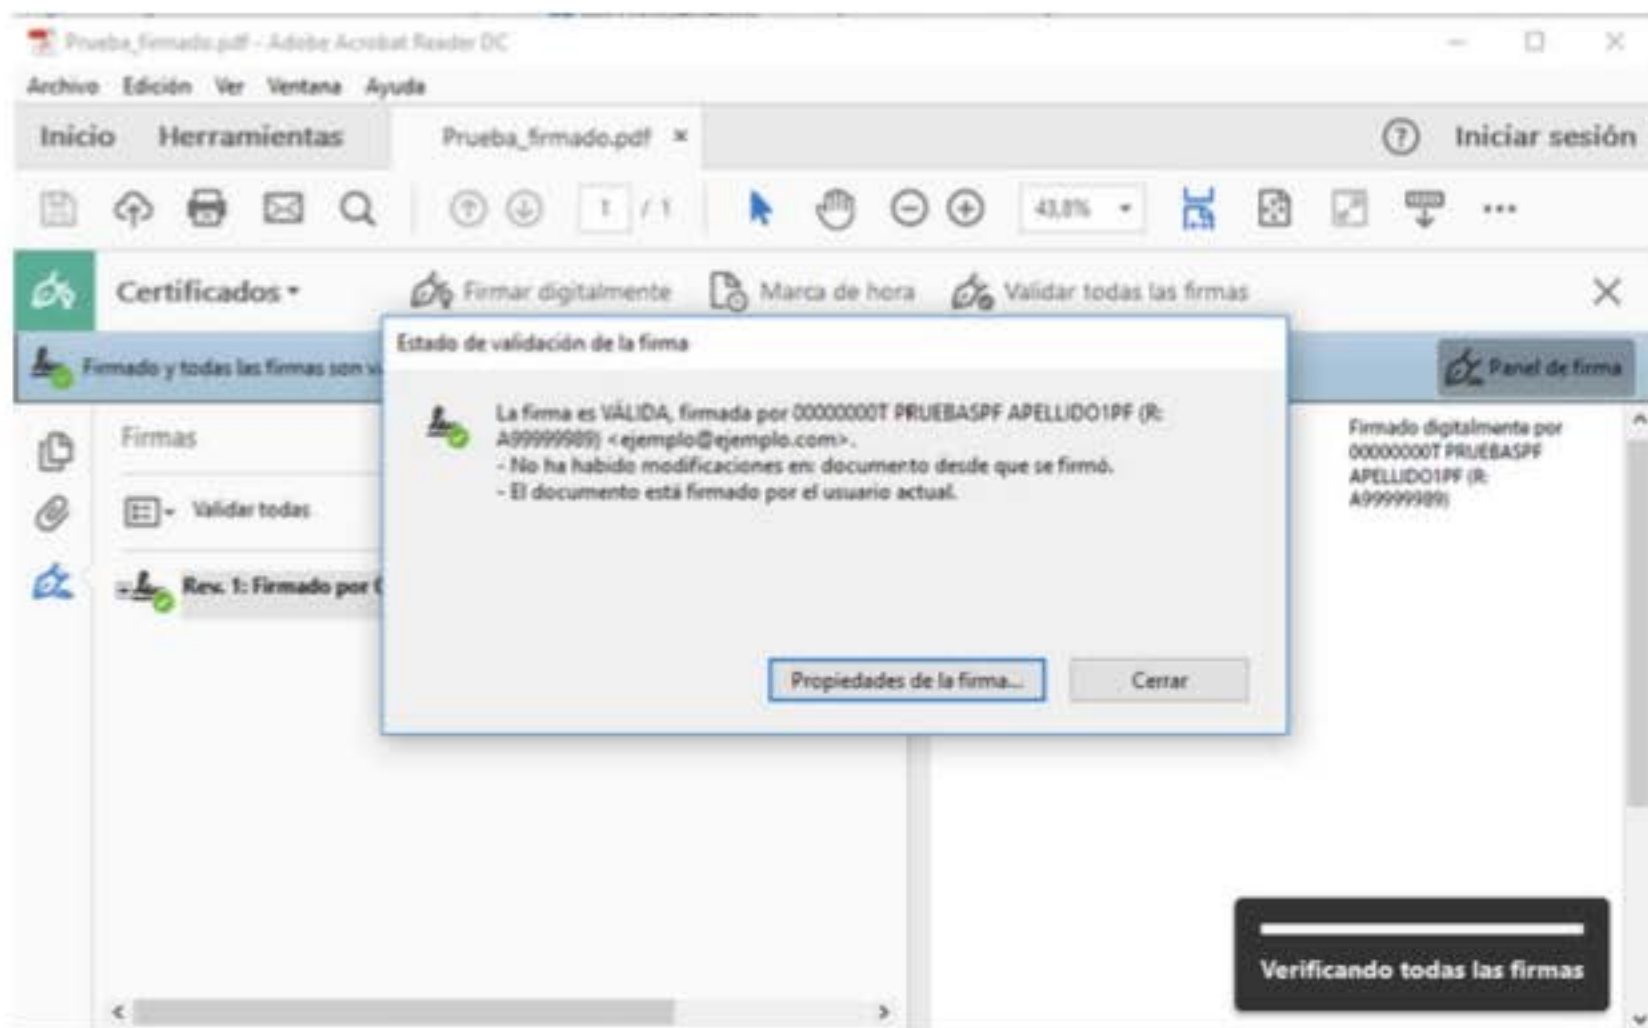 Prueba_firmado.pdf - Adobe Acrobat Reader DC
Archivo Edición Ver Ventana Ayuda
Inicio Herramientas Prueba_firmado.pdf × ? Iniciar sesión
1 / 1 43,8%
Certificados Firmar digitalmente Marca de hora Validar todas las firmas
Firmado y todas las firmas son v Panel de firma
Estado de validación de la firma
La firma es VÁLIDA, firmada por 00000000T PRUEBASPF APELLIDO1PF (R:
A99999989) <ejemplo@ejemplo.com>.
- No ha habido modificaciones en: documento desde que se firmó.
- El documento está firmado por el usuario actual.
Propiedades de la firma... Cerrar
Firmas
Validar todas
Rev. 1: Firmado por
Firmado digitalmente por
00000000T PRUEBASPF
APELLIDO1PF (R:
A99999989)
Verificando todas las firmas